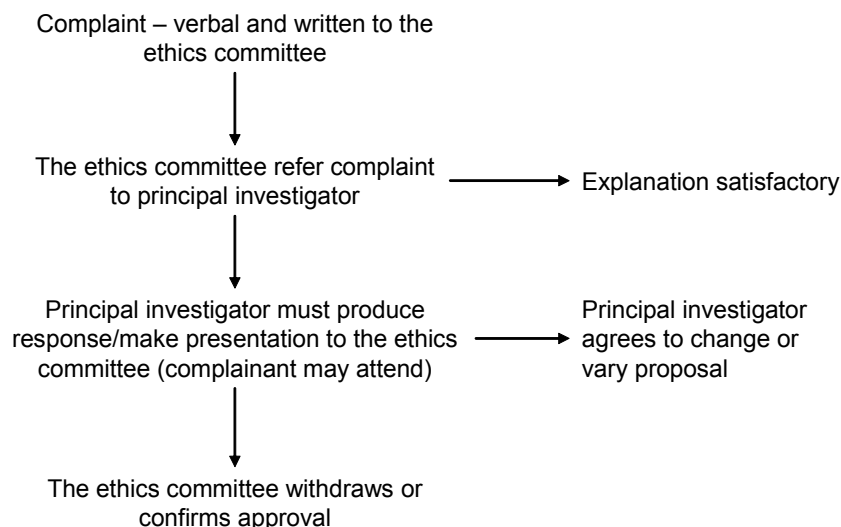 Complaint – verbal and written to the
ethics committee
The ethics committee refer complaint
to principal investigator
Explanation satisfactory
Principal investigator must produce
response/make presentation to the ethics
committee (complainant may attend)
Principal investigator
agrees to change or
vary proposal
The ethics committee withdraws or
confirms approval